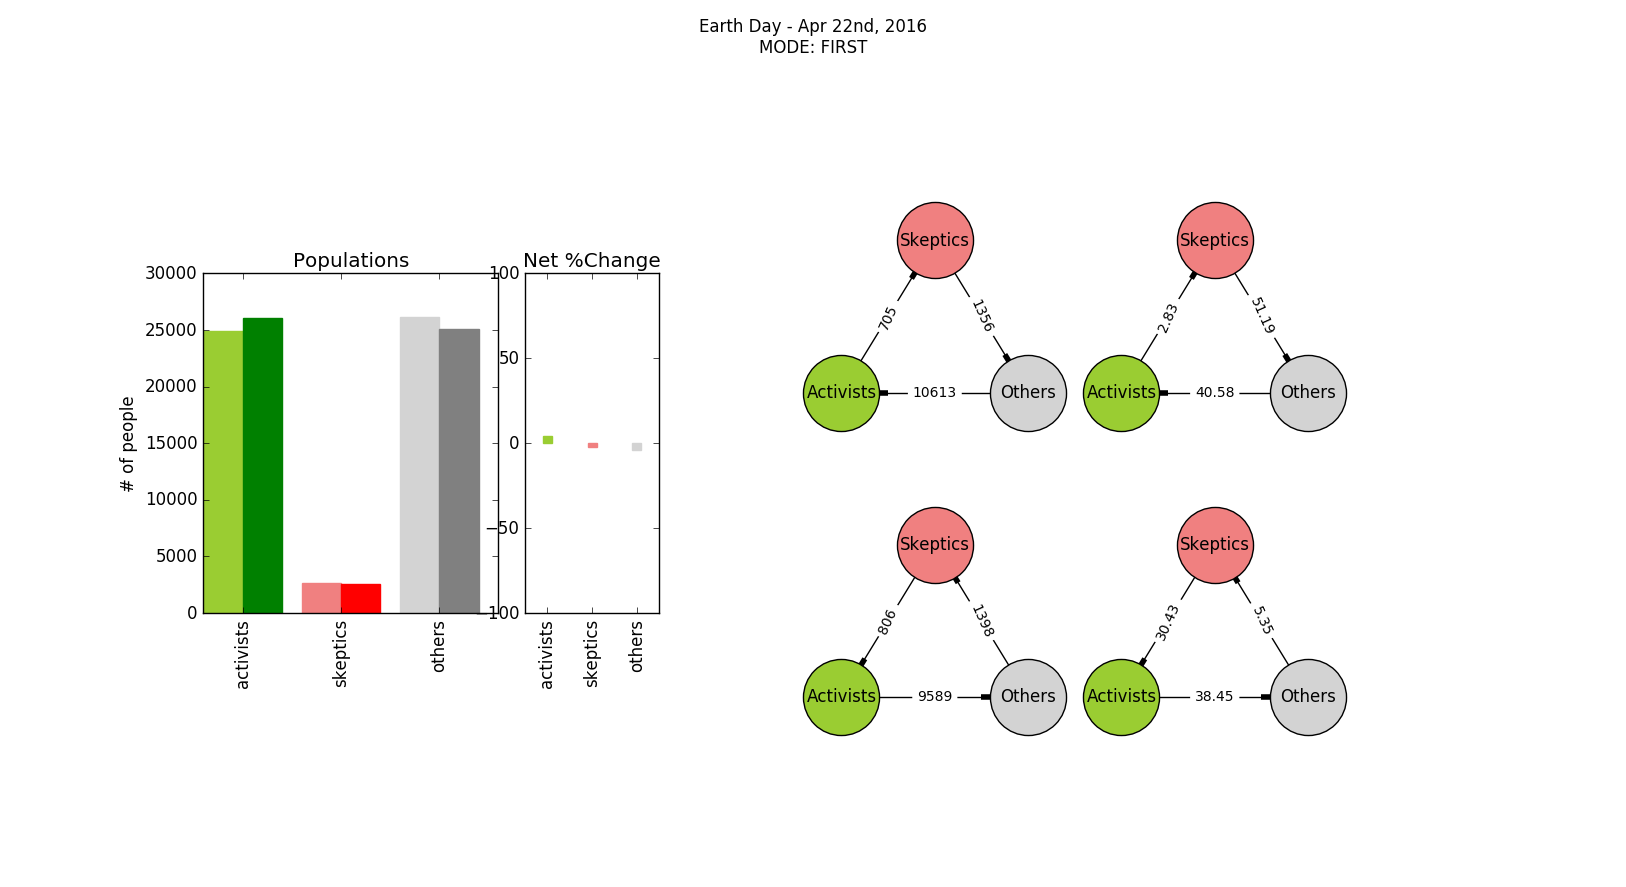 Earth Day - Apr 22nd, 2016
MODE: FIRST
Populations
# of people
30000
25000
20000
15000
10000
5000
0
activists
skeptics
others
Net %Change
100
50
0
−50
−100
activists
skeptics
others
Skeptics
705
1356
Activists
10613
Others
Skeptics
2.83
51.19
Activists
40.58
Others
Skeptics
806
1398
Activists
9589
Others
Skeptics
30.43
5.35
Activists
38.45
Others